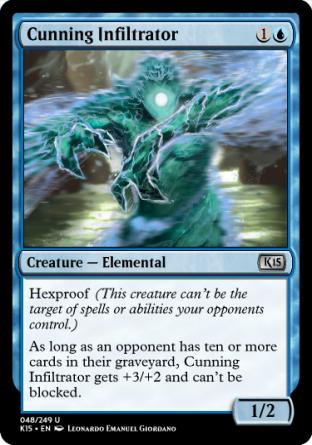 Cunning Infiltrator 1
Creature — Elemental K15
Hexproof (This creature can't be the
target of spells or abilities your opponents
control.)
As long as an opponent has ten or more
cards in their graveyard, Cunning
Infiltrator gets +3/+2 and can't be
blocked.
1/2
048/249 U
K15 • EN Leonardo Emanuel Giordano